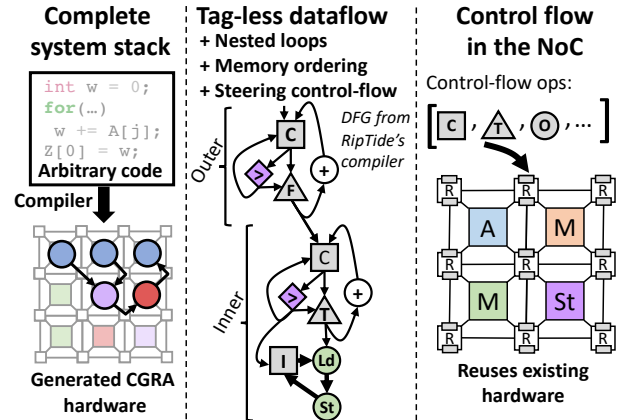 Complete
system stack
int w = 0;
for(…)
w += A[j];
Z[0] = w;
Arbitrary code
Compiler
Generated CGRA
hardware
Tag-less dataflow
+ Nested loops
+ Memory ordering
+ Steering control-flow
DFG from
RipTide's
compiler
Outer
C
>
+
F
Inner
C
>
+
T
I
Ld
St
Control flow
in the NoC
Control-flow ops:
[ C , T , O , … ]
R R R
A M
R R R
M St
R R R
Reuses existing
hardware